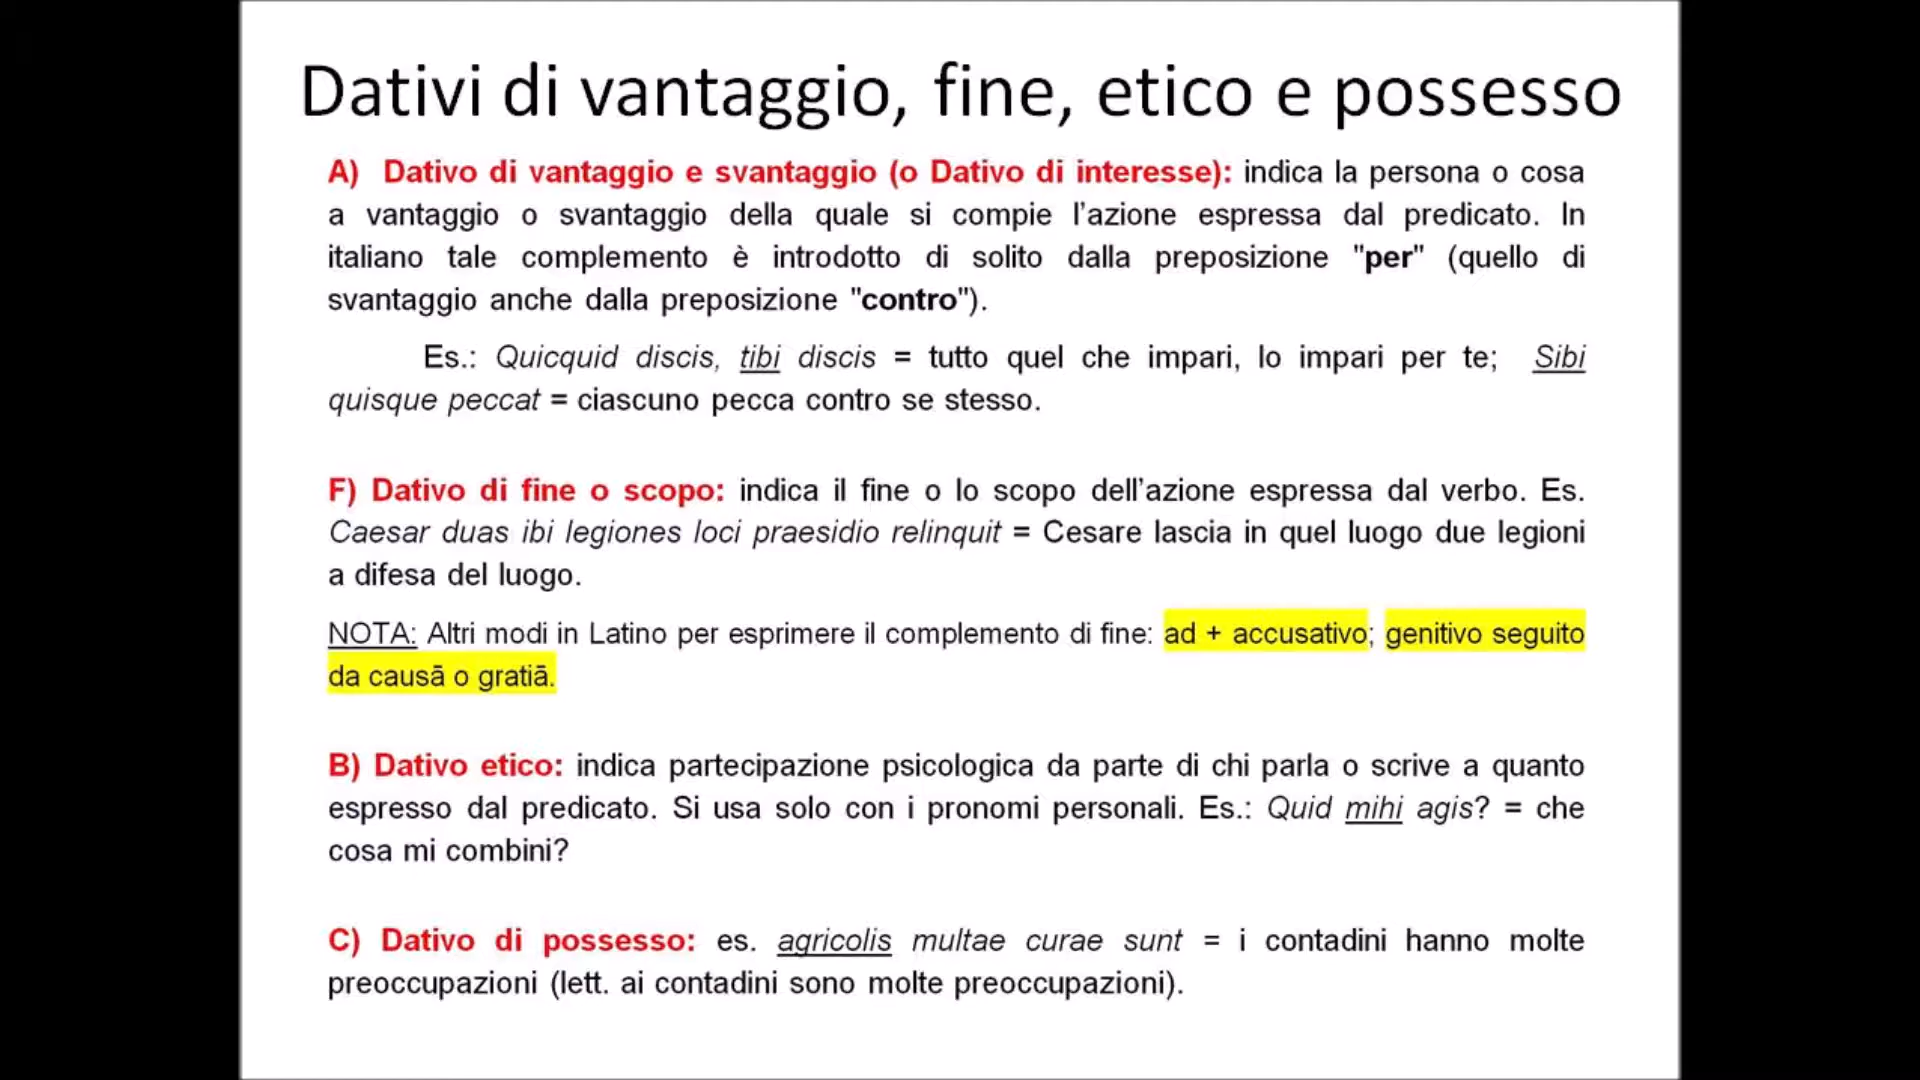 Dativi di vantaggio, fine, etico e possesso
A) Dativo di vantaggio e svantaggio (o Dativo di interesse): indica la persona o cosa
a vantaggio o svantaggio della quale si compie l'azione espressa dal predicato. In
italiano tale complemento è introdotto di solito dalla preposizione "per" (quello di
svantaggio anche dalla preposizione "contro").
Es.: Quicquid discis, tibi discis = tutto quel che impari, lo impari per te; Sibi
quisque peccat = ciascuno pecca contro se stesso.
F) Dativo di fine o scopo: indica il fine o lo scopo dell'azione espressa dal verbo. Es.
Caesar duas ibi legiones loci praesidio relinquit = Cesare lascia in quel luogo due legioni
a difesa del luogo.
NOTA: Altri modi in Latino per esprimere il complemento di fine: ad + accusativo; genitivo seguito
da causā o gratiā.
B) Dativo etico: indica partecipazione psicologica da parte di chi parla o scrive a quanto
espresso dal predicato. Si usa solo con i pronomi personali. Es.: Quid mihi agis? = che
cosa mi combini?
C) Dativo di possesso: es. agricolis multae curae sunt = i contadini hanno molte
preoccupazioni (lett. ai contadini sono molte preoccupazioni).